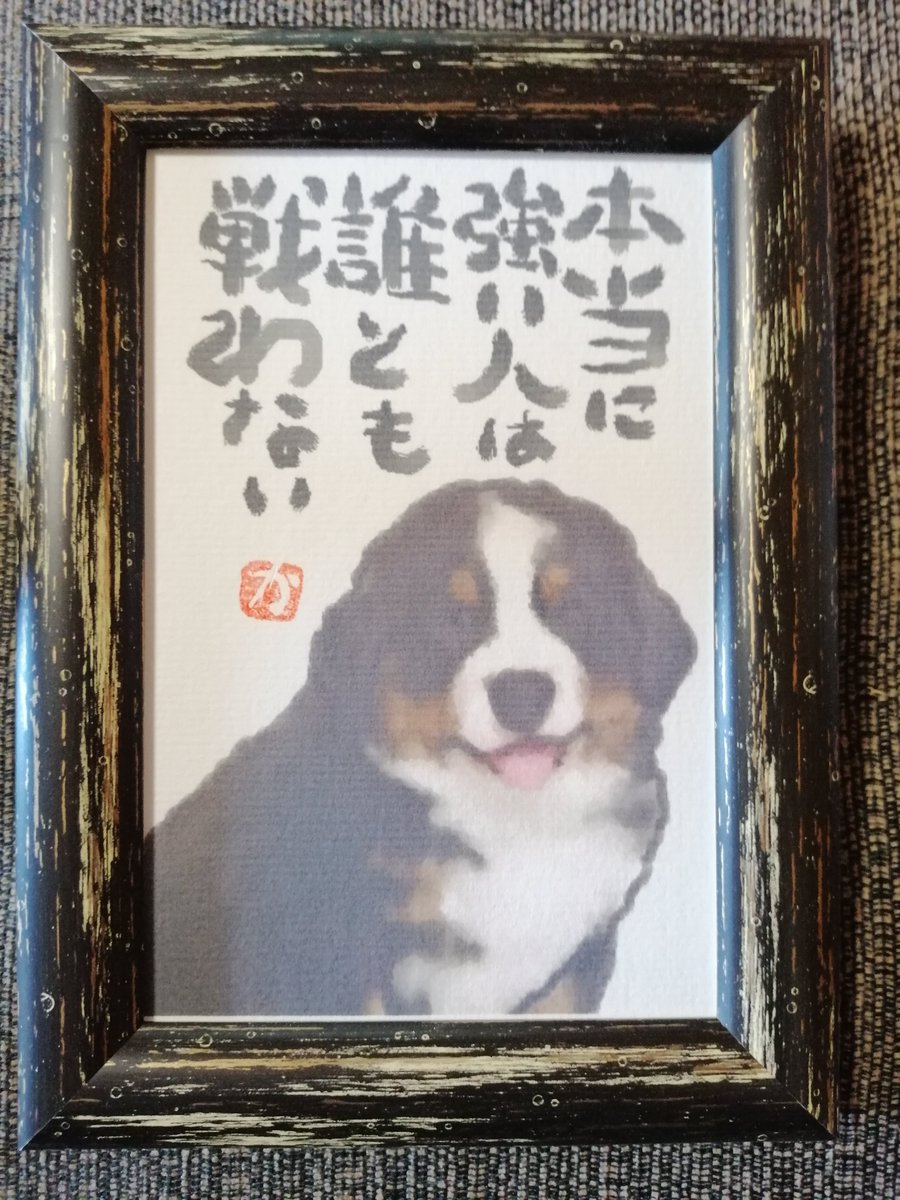 本当に
強い人は
誰とも
戦わない
か